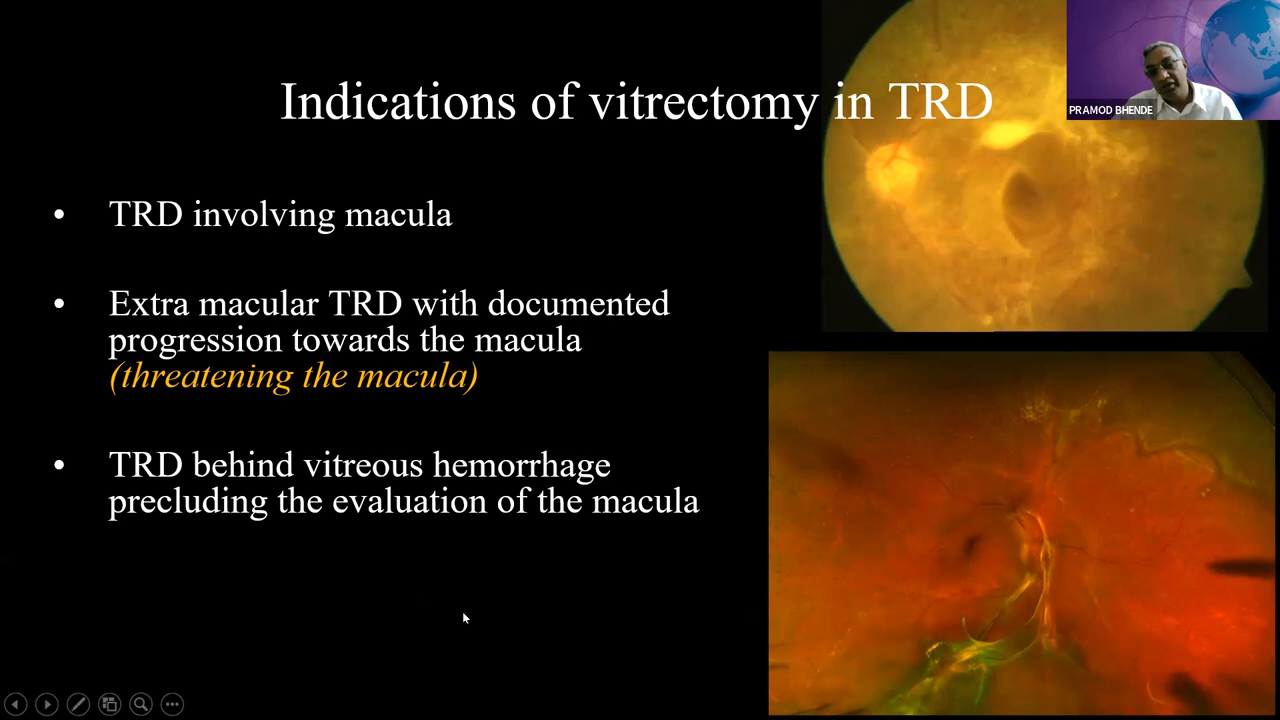 Indications of vitrectomy in TRD
PRAMOD BHENDE
• TRD involving macula
• Extra macular TRD with documented
progression towards the macula
(threatening the macula)
• TRD behind vitreous hemorrhage
precluding the evaluation of the macula